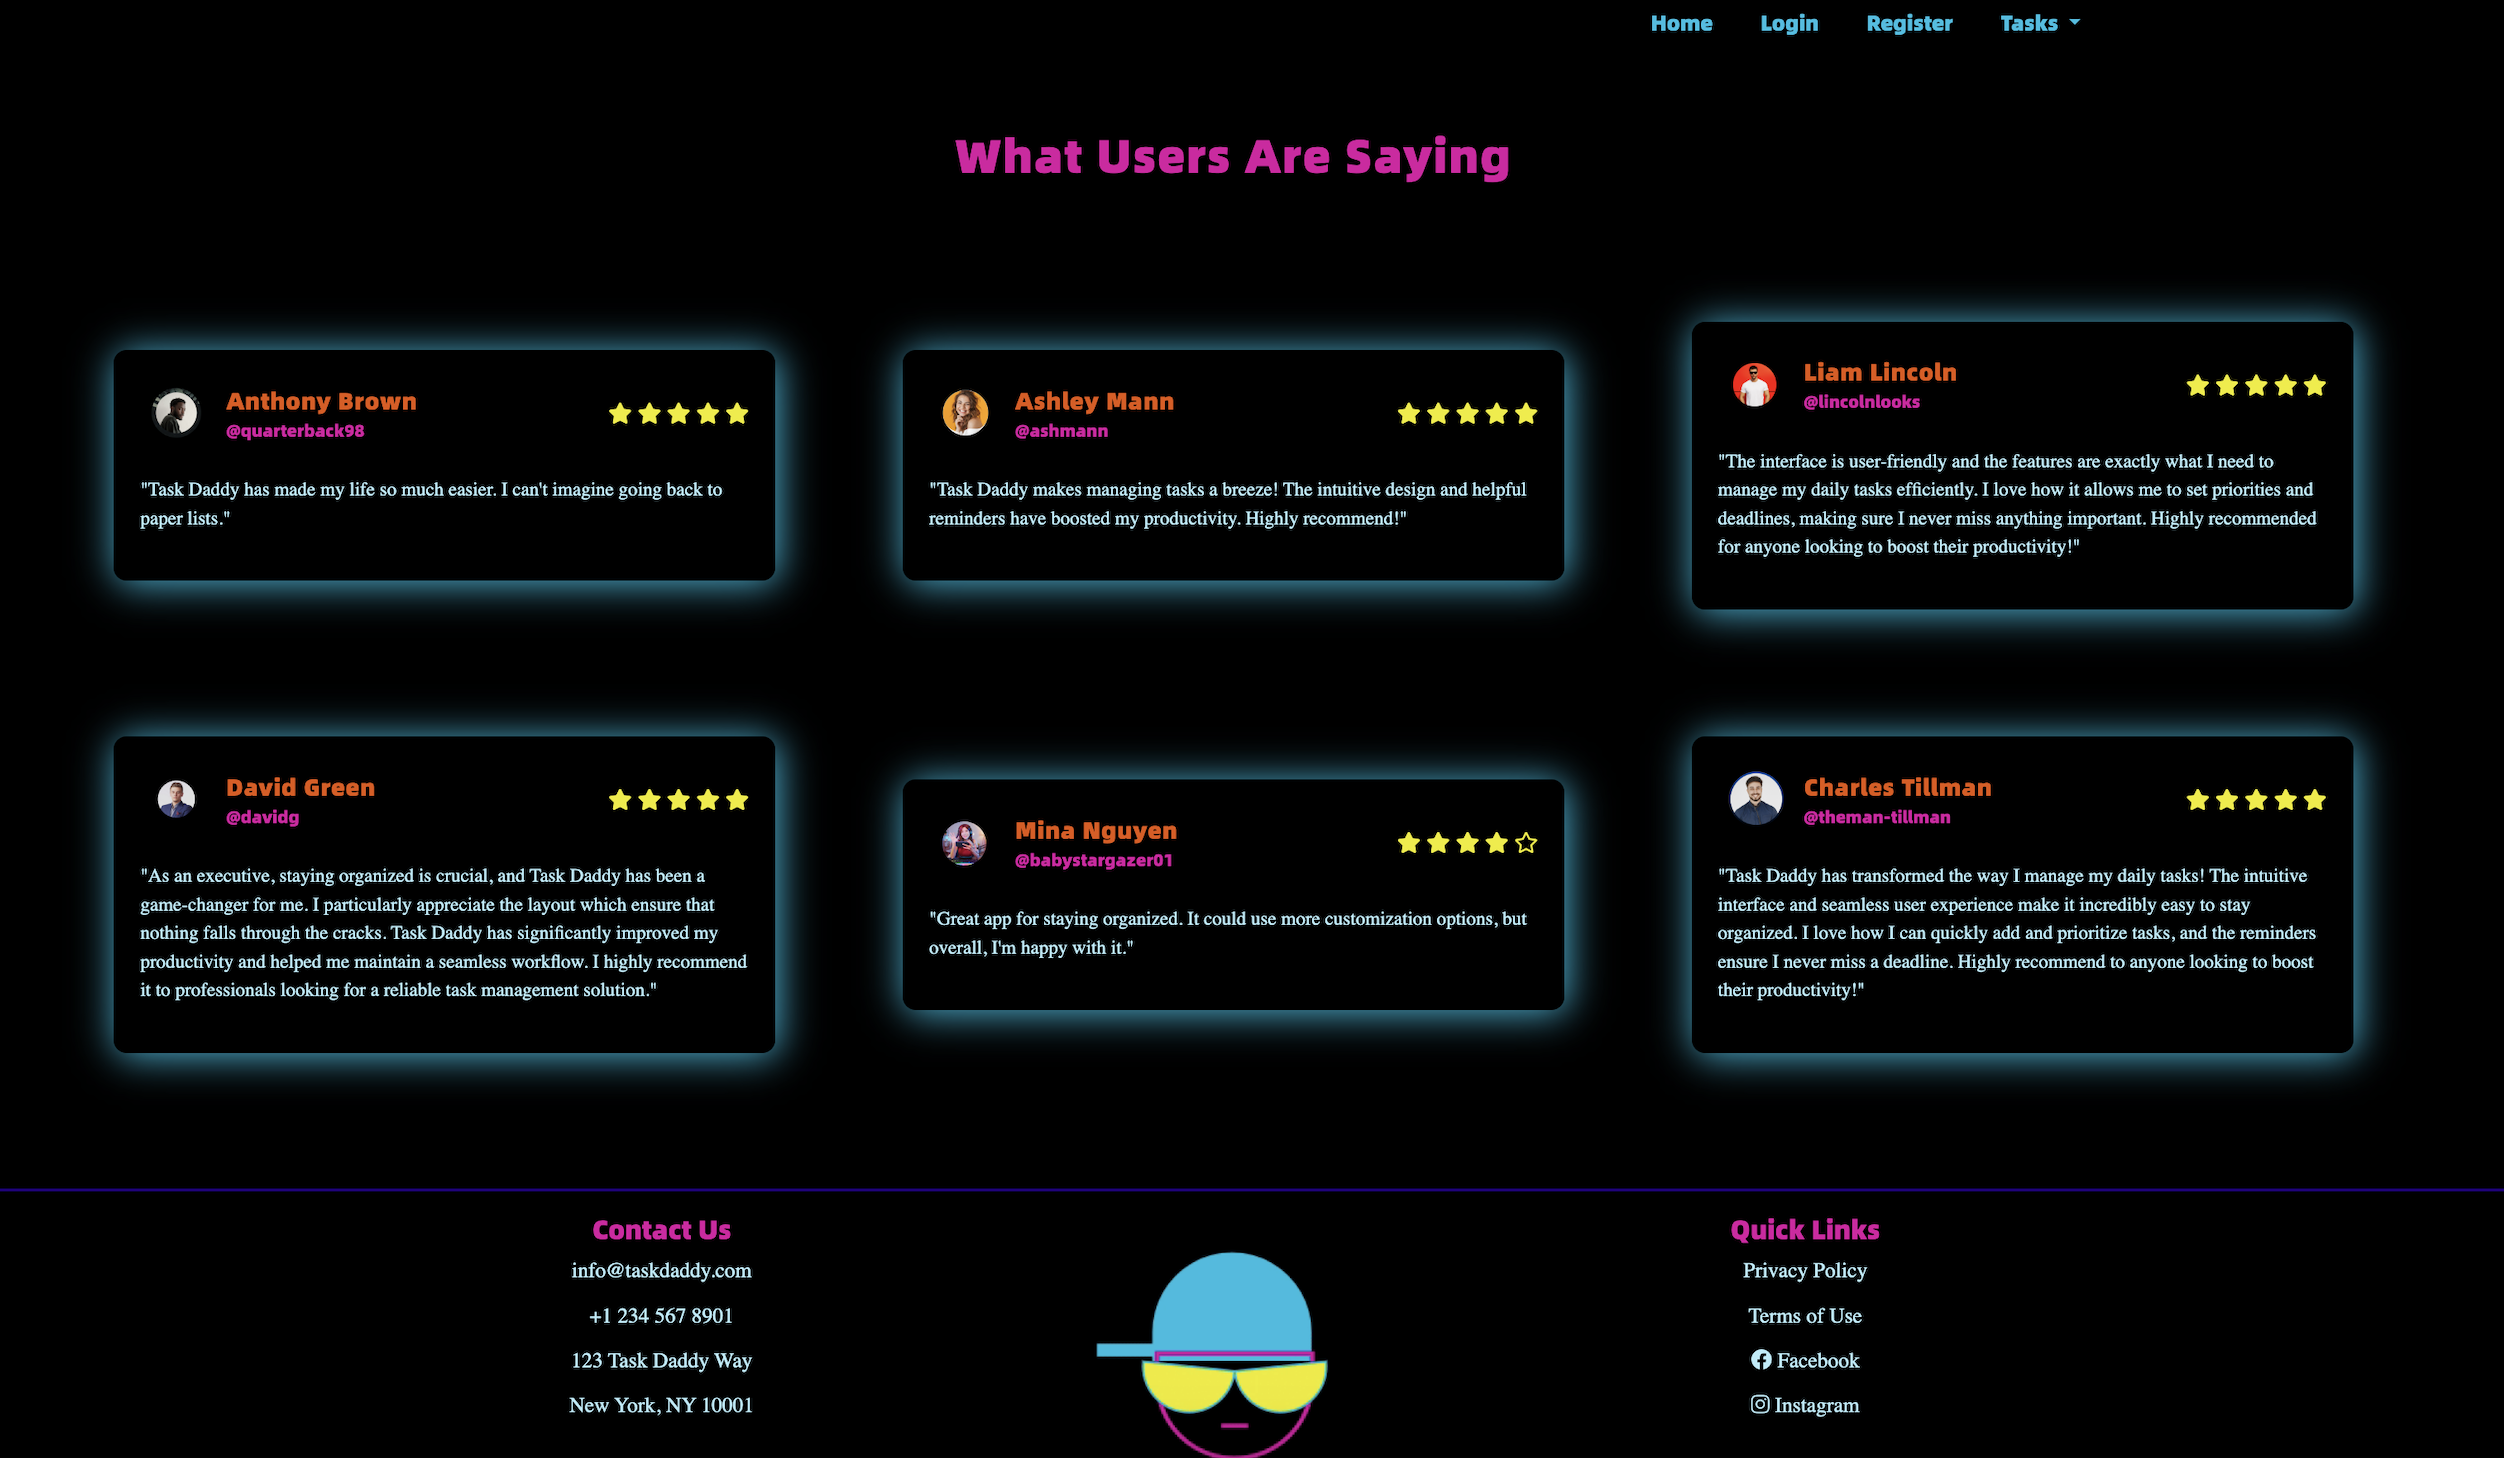 Home Login Register Tasks
What Users Are Saying
Anthony Brown
@quarterback98
"Task Daddy has made my life so much easier. I can't imagine going back to
paper lists."
Ashley Mann
@ashmann
"Task Daddy makes managing tasks a breeze! The intuitive design and helpful
reminders have boosted my productivity. Highly recommend!"
Liam Lincoln
@lincolnlooks
"The interface is user-friendly and the features are exactly what I need to
manage my daily tasks efficiently. I love how it allows me to set priorities and
deadlines, making sure I never miss anything important. Highly recommended
for anyone looking to boost their productivity!"
David Green
@davidg
"As an executive, staying organized is crucial, and Task Daddy has been a
game-changer for me. I particularly appreciate the layout which ensure that
nothing falls through the cracks. Task Daddy has significantly improved my
productivity and helped me maintain a seamless workflow. I highly recommend
it to professionals looking for a reliable task management solution."
Mina Nguyen
@babystargazer01
"Great app for staying organized. It could use more customization options, but
overall, I'm happy with it."
Charles Tillman
@theman-tillman
"Task Daddy has transformed the way I manage my daily tasks! The intuitive
interface and seamless user experience make it incredibly easy to stay
organized. I love how I can quickly add and prioritize tasks, and the reminders
ensure I never miss a deadline. Highly recommend to anyone looking to boost
their productivity!"
Contact Us
info@taskdaddy.com
+1 234 567 8901
123 Task Daddy Way
New York, NY 10001
Quick Links
Privacy Policy
Terms of Use
Facebook
Instagram